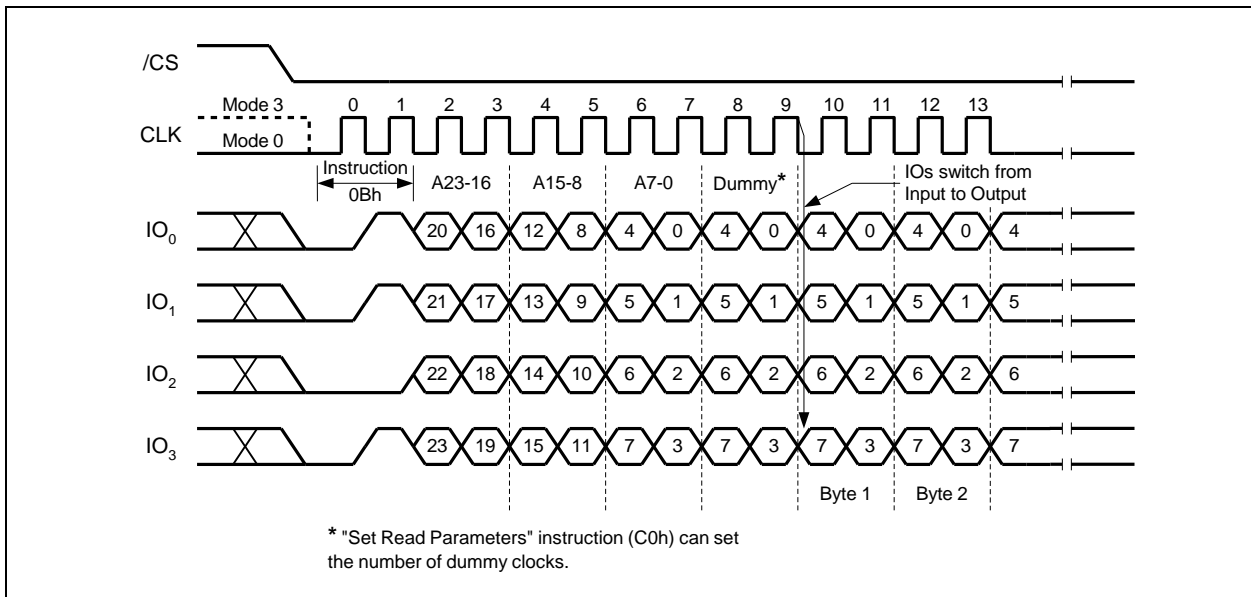 /CS
Mode 3 0 1 2 3 4 5 6 7 8 9 10 11 12 13
CLK Mode 0
Instruction
0Bh A23-16 A15-8 A7-0 Dummy* IOs switch from
Input to Output
IO0 20 16 12 8 4 0 4 0 4 0 4 0 4
IO1 21 17 13 9 5 1 5 1 5 1 5 1 5
IO2 22 18 14 10 6 2 6 2 6 2 6 2 6
IO3 23 19 15 11 7 3 7 3 7 3 7 3 7
Byte 1 Byte 2
* "Set Read Parameters" instruction (C0h) can set
the number of dummy clocks.